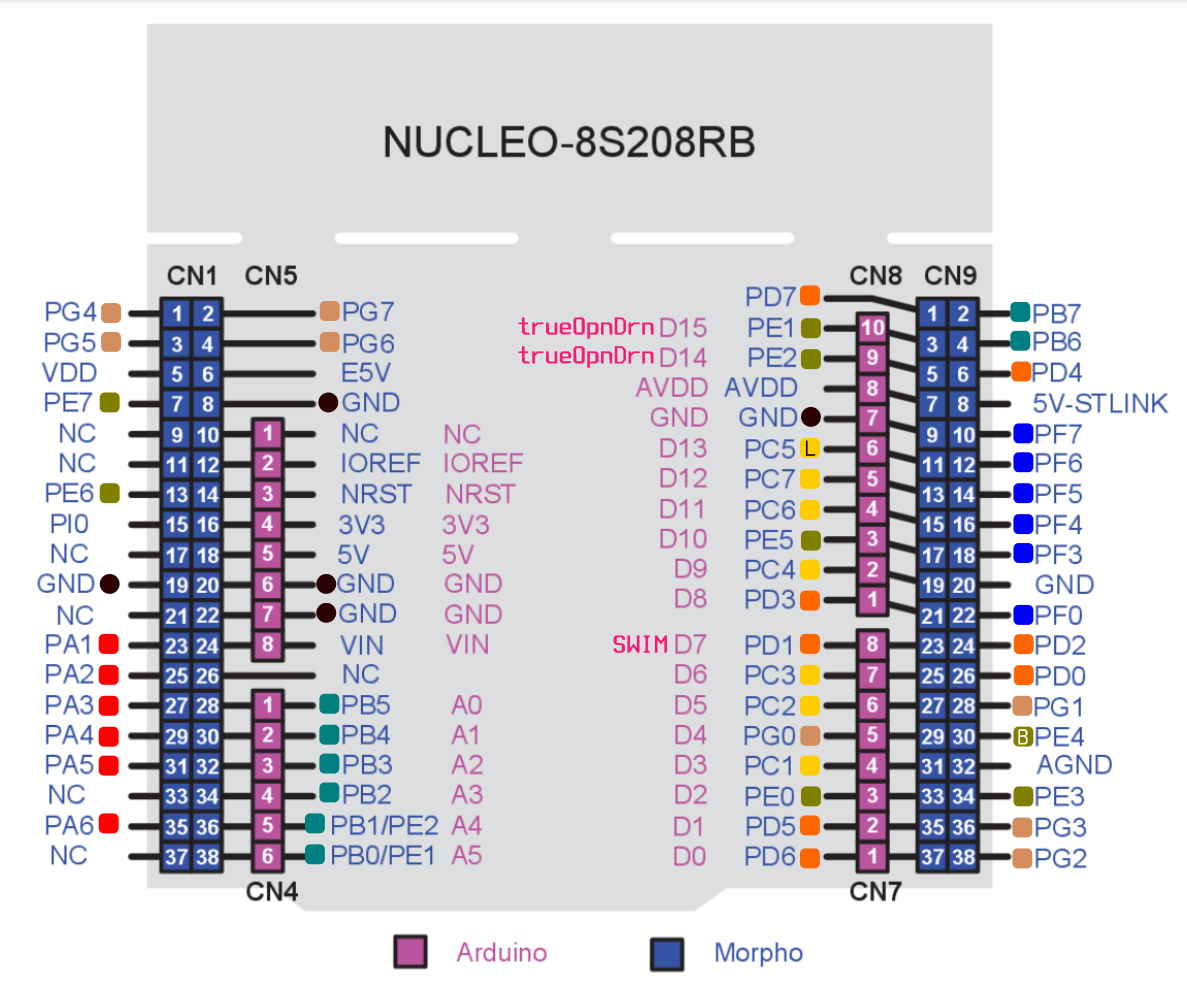 NUCLEO-8S208RB
CN1 CN5 CN8 CN9
PD7
PG4 1 2 PG7 trueOpnDrn D15 PE1 10 1 2 PB7
PG5 3 4 PG6 trueOpnDrn D14 PE2 9 3 4 PB6
VDD 5 6 E5V AVDD AVDD 8 5 6 PD4
PE7 7 8 GND GND GND 7 7 8 5V-STLINK
NC 9 10 1 NC NC D13 PC5 L 6 9 10 PF7
NC 11 12 2 IOREF IOREF D12 PC7 5 11 12 PF6
PE6 13 14 3 NRST NRST D11 PC6 4 13 14 PF5
PI0 15 16 4 3V3 3V3 D10 PE5 3 15 16 PF4
NC 17 18 5 5V 5V D9 PC4 2 17 18 PF3
GND 19 20 6 GND GND D8 PD3 1 19 20 GND
NC 21 22 7 GND GND 21 22 PF0
PA1 23 24 8 VIN VIN SWIM D7 PD1 8 23 24 PD2
PA2 25 26 NC D6 PC3 7 25 26 PD0
PA3 27 28 1 PB5 A0 D5 PC2 6 27 28 PG1
PA4 29 30 2 PB4 A1 D4 PG0 5 29 30 B PE4
PA5 31 32 3 PB3 A2 D3 PC1 4 31 32 AGND
NC 33 34 4 PB2 A3 D2 PE0 3 33 34 PE3
PA6 35 36 5 PB1/PE2 A4 D1 PD5 2 35 36 PG3
NC 37 38 6 PB0/PE1 A5 D0 PD6 1 37 38 PG2
CN4 CN7
Arduino Morpho